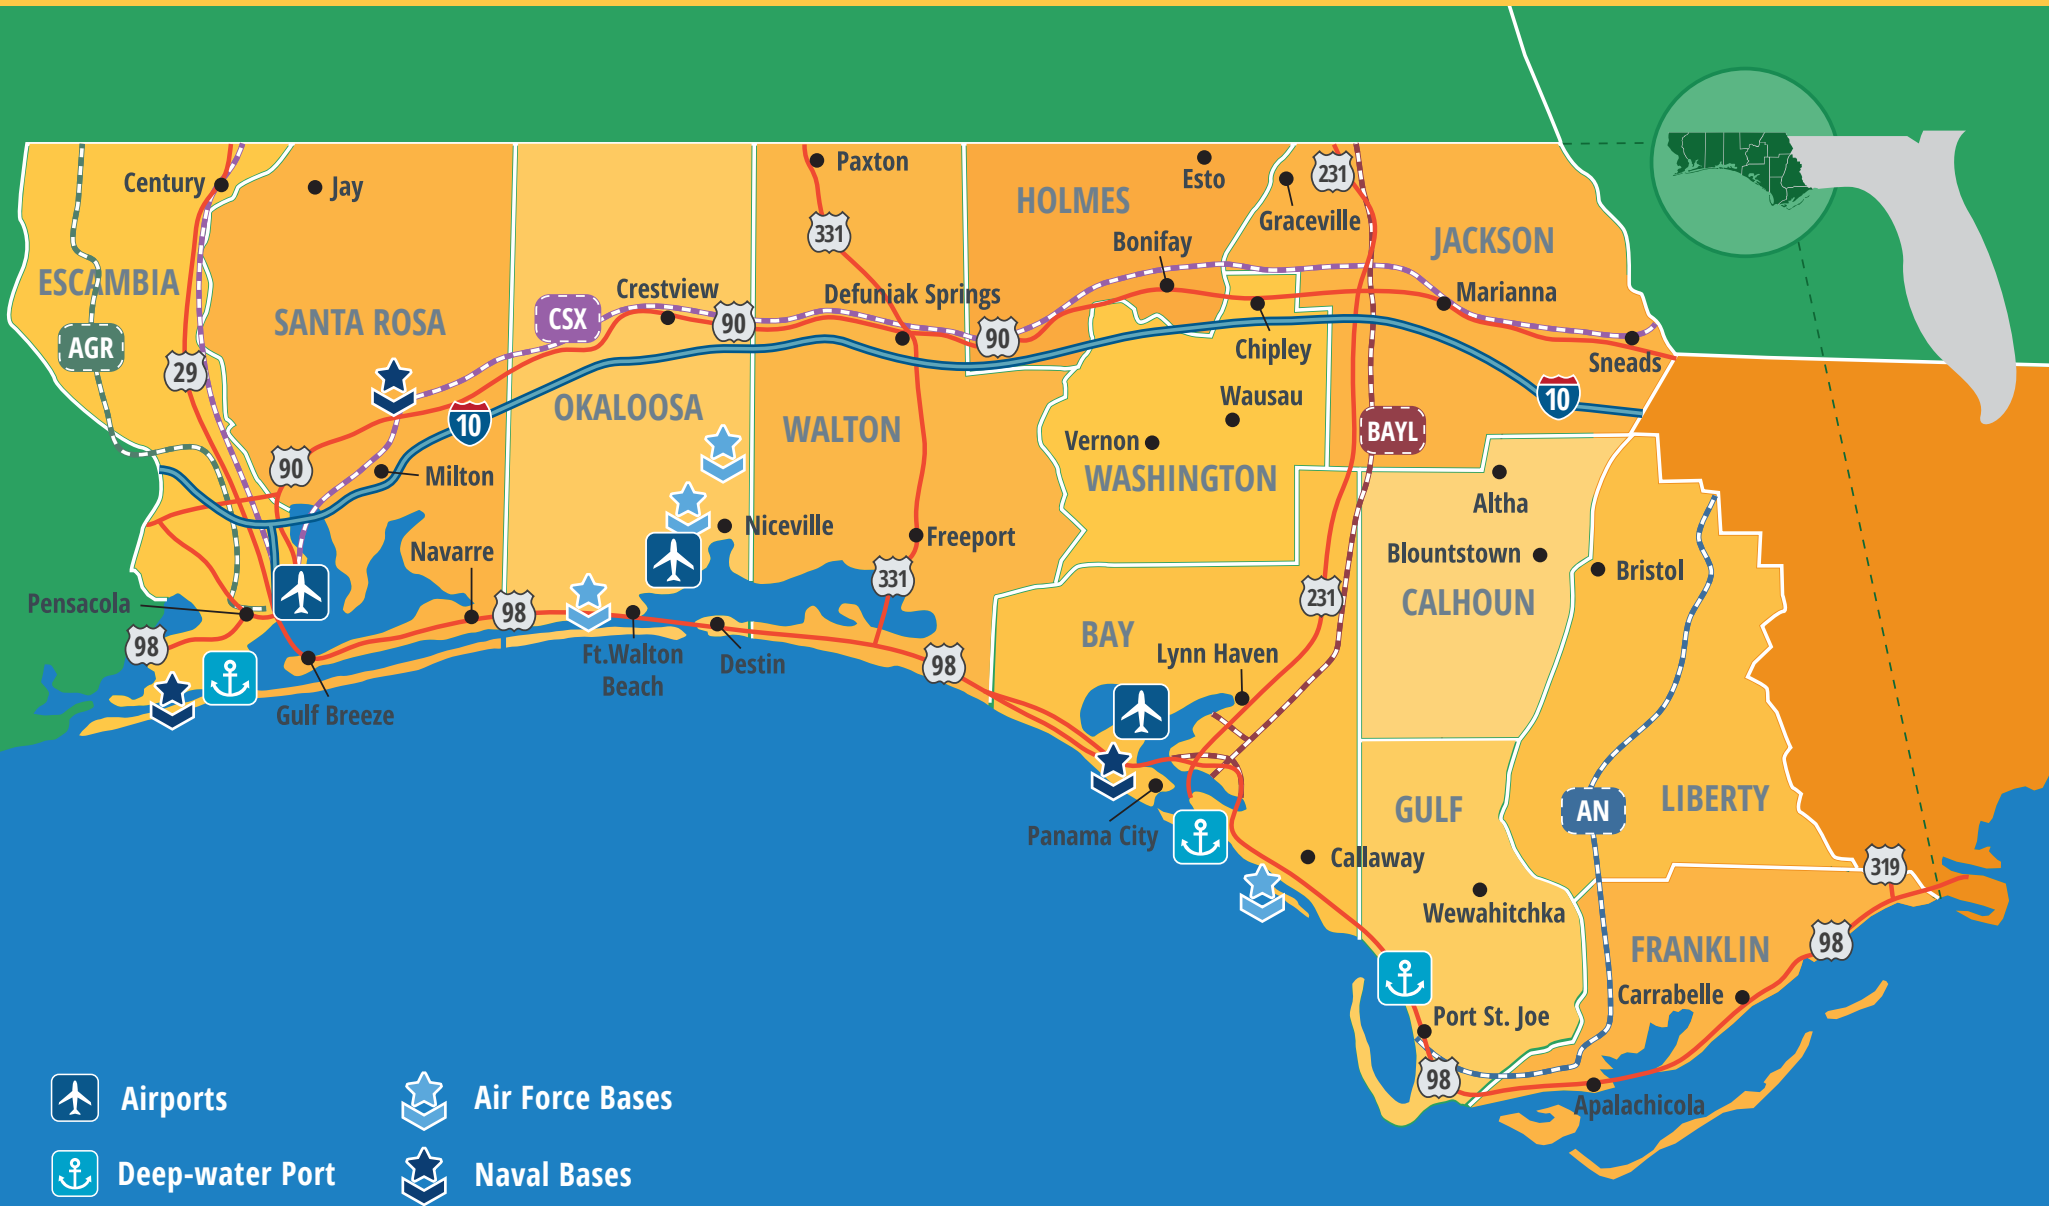 Century
Jay
Paxton
Esto
Graceville
231
HOLMES
Bonifay
JACKSON
331
ESCAMBIA
SANTA ROSA
CSX
Crestview
90
Defuniak Springs
90
Marianna
Chipley
Sneads
AGR
29
10
OKALOOSA
WALTON
Wausau
Vernon
WASHINGTON
BAYL
10
90
Milton
Altha
Niceville
Freeport
Navarre
Blountstown
Bristol
CALHOUN
331
231
Pensacola
98
98
Ft.Walton
Beach
Destin
98
BAY
Lynn Haven
Gulf Breeze
Panama City
GULF
AN
LIBERTY
Callaway
319
Wewahitchka
FRANKLIN
98
Carrabelle
Port St. Joe
98
Apalachicola
Airports
Air Force Bases
Deep-water Port
Naval Bases